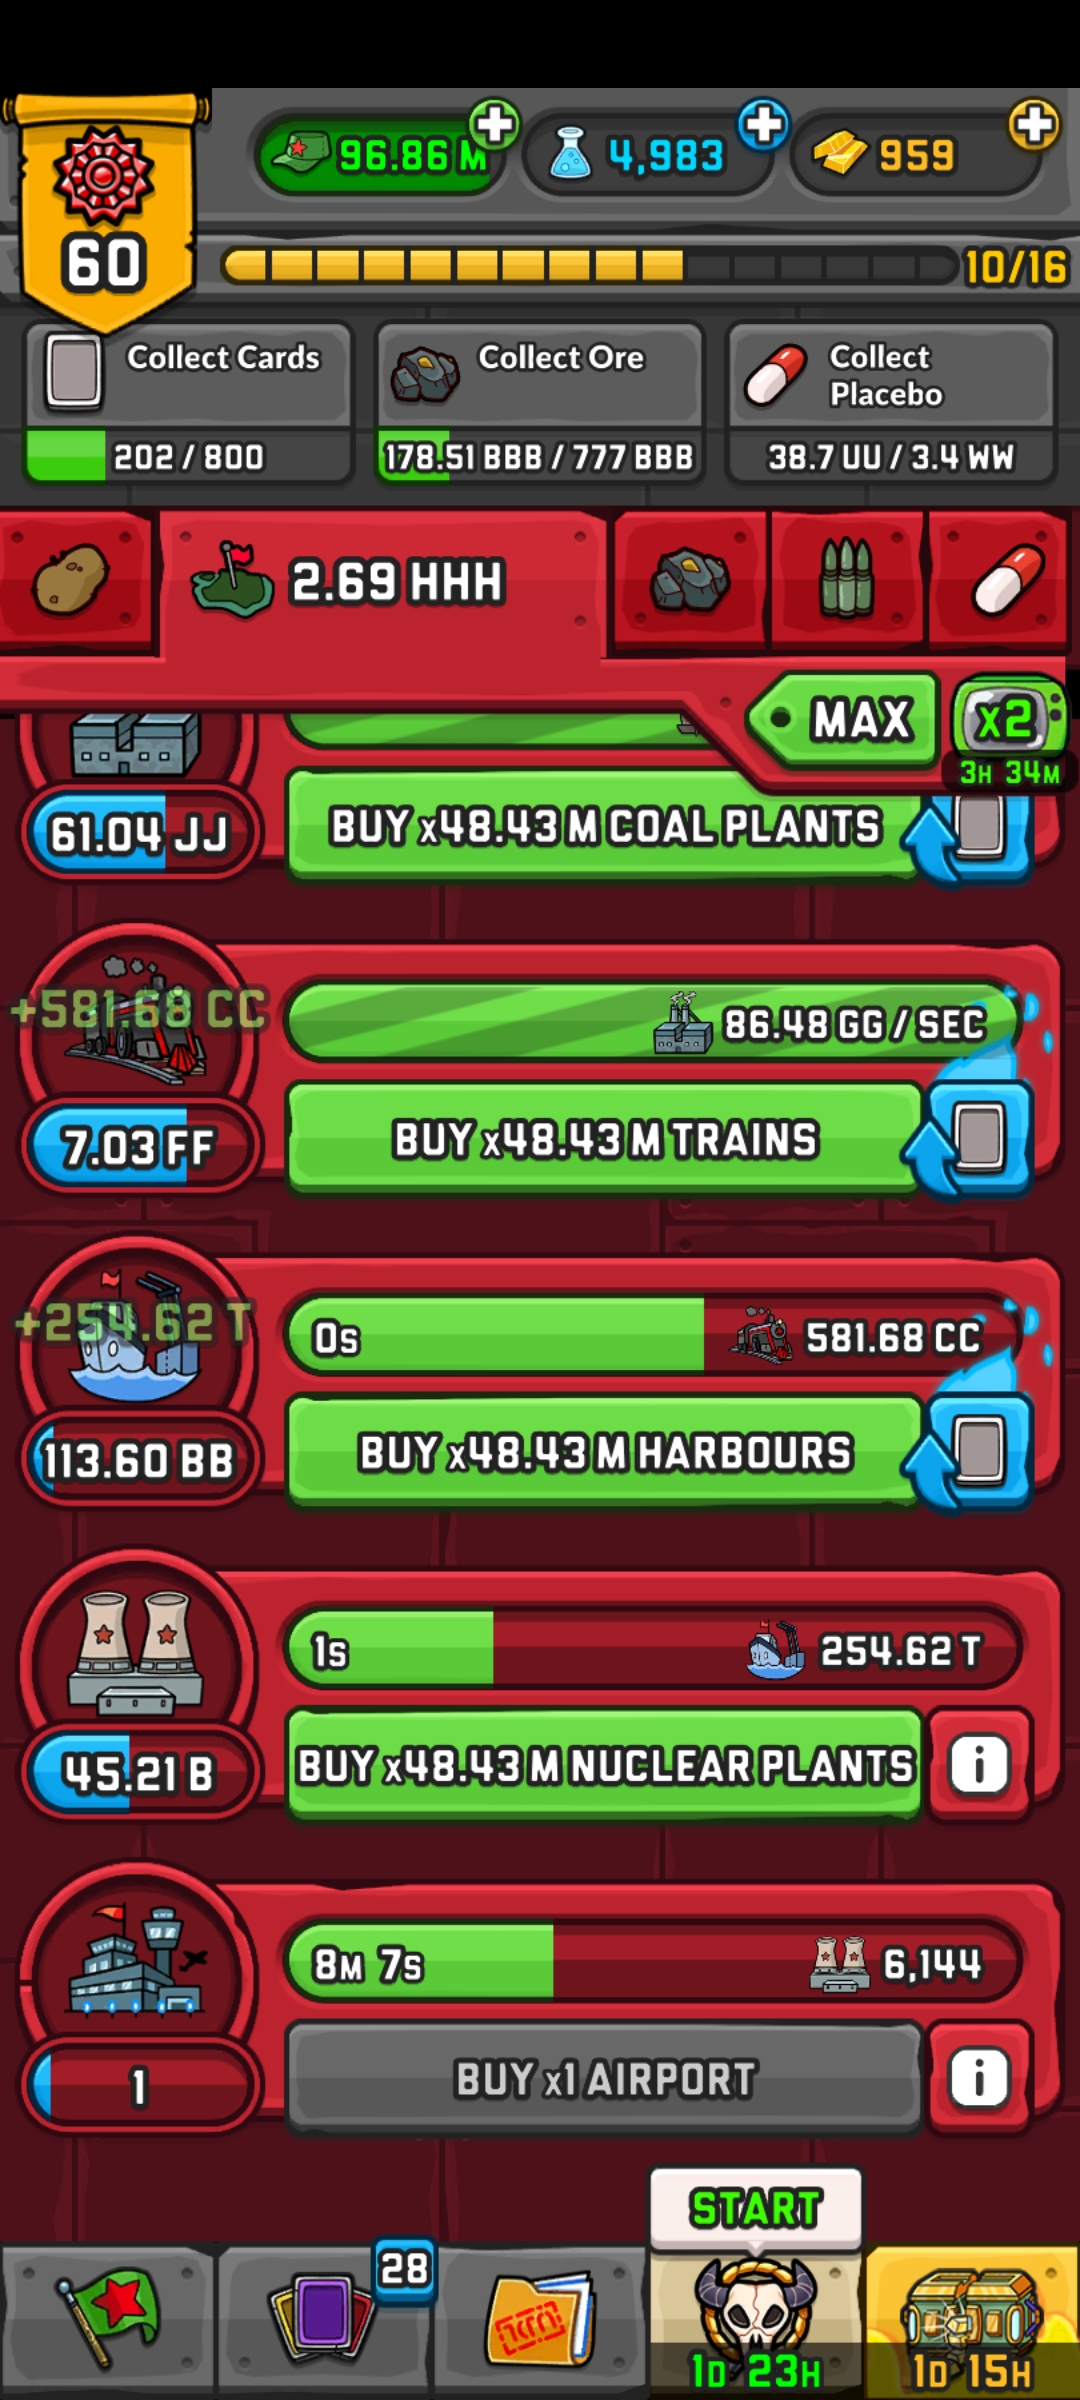 96.86 M
4,983
959
60
10/16
Collect Cards
202 / 800
Collect Ore
178.51 BBB / 777 BBB
Collect
Placebo
38.7 UU / 3.4 WW
2.69 HHH
MAX
x2
3H 34M
61.04 JJ
BUY x48.43 M COAL PLANTS
+581.68 CC
86.48 GG / SEC
7.03 FF
BUY x48.43 M TRAINS
+254.62 T
0s
581.68 CC
113.60 BB
BUY x48.43 M HARBOURS
1s
254.62 T
45.21 B
BUY x48.43 M NUCLEAR PLANTS
i
8M 7s
6,144
1
BUY x1 AIRPORT
i
START
28
1D 23H
1D 15H